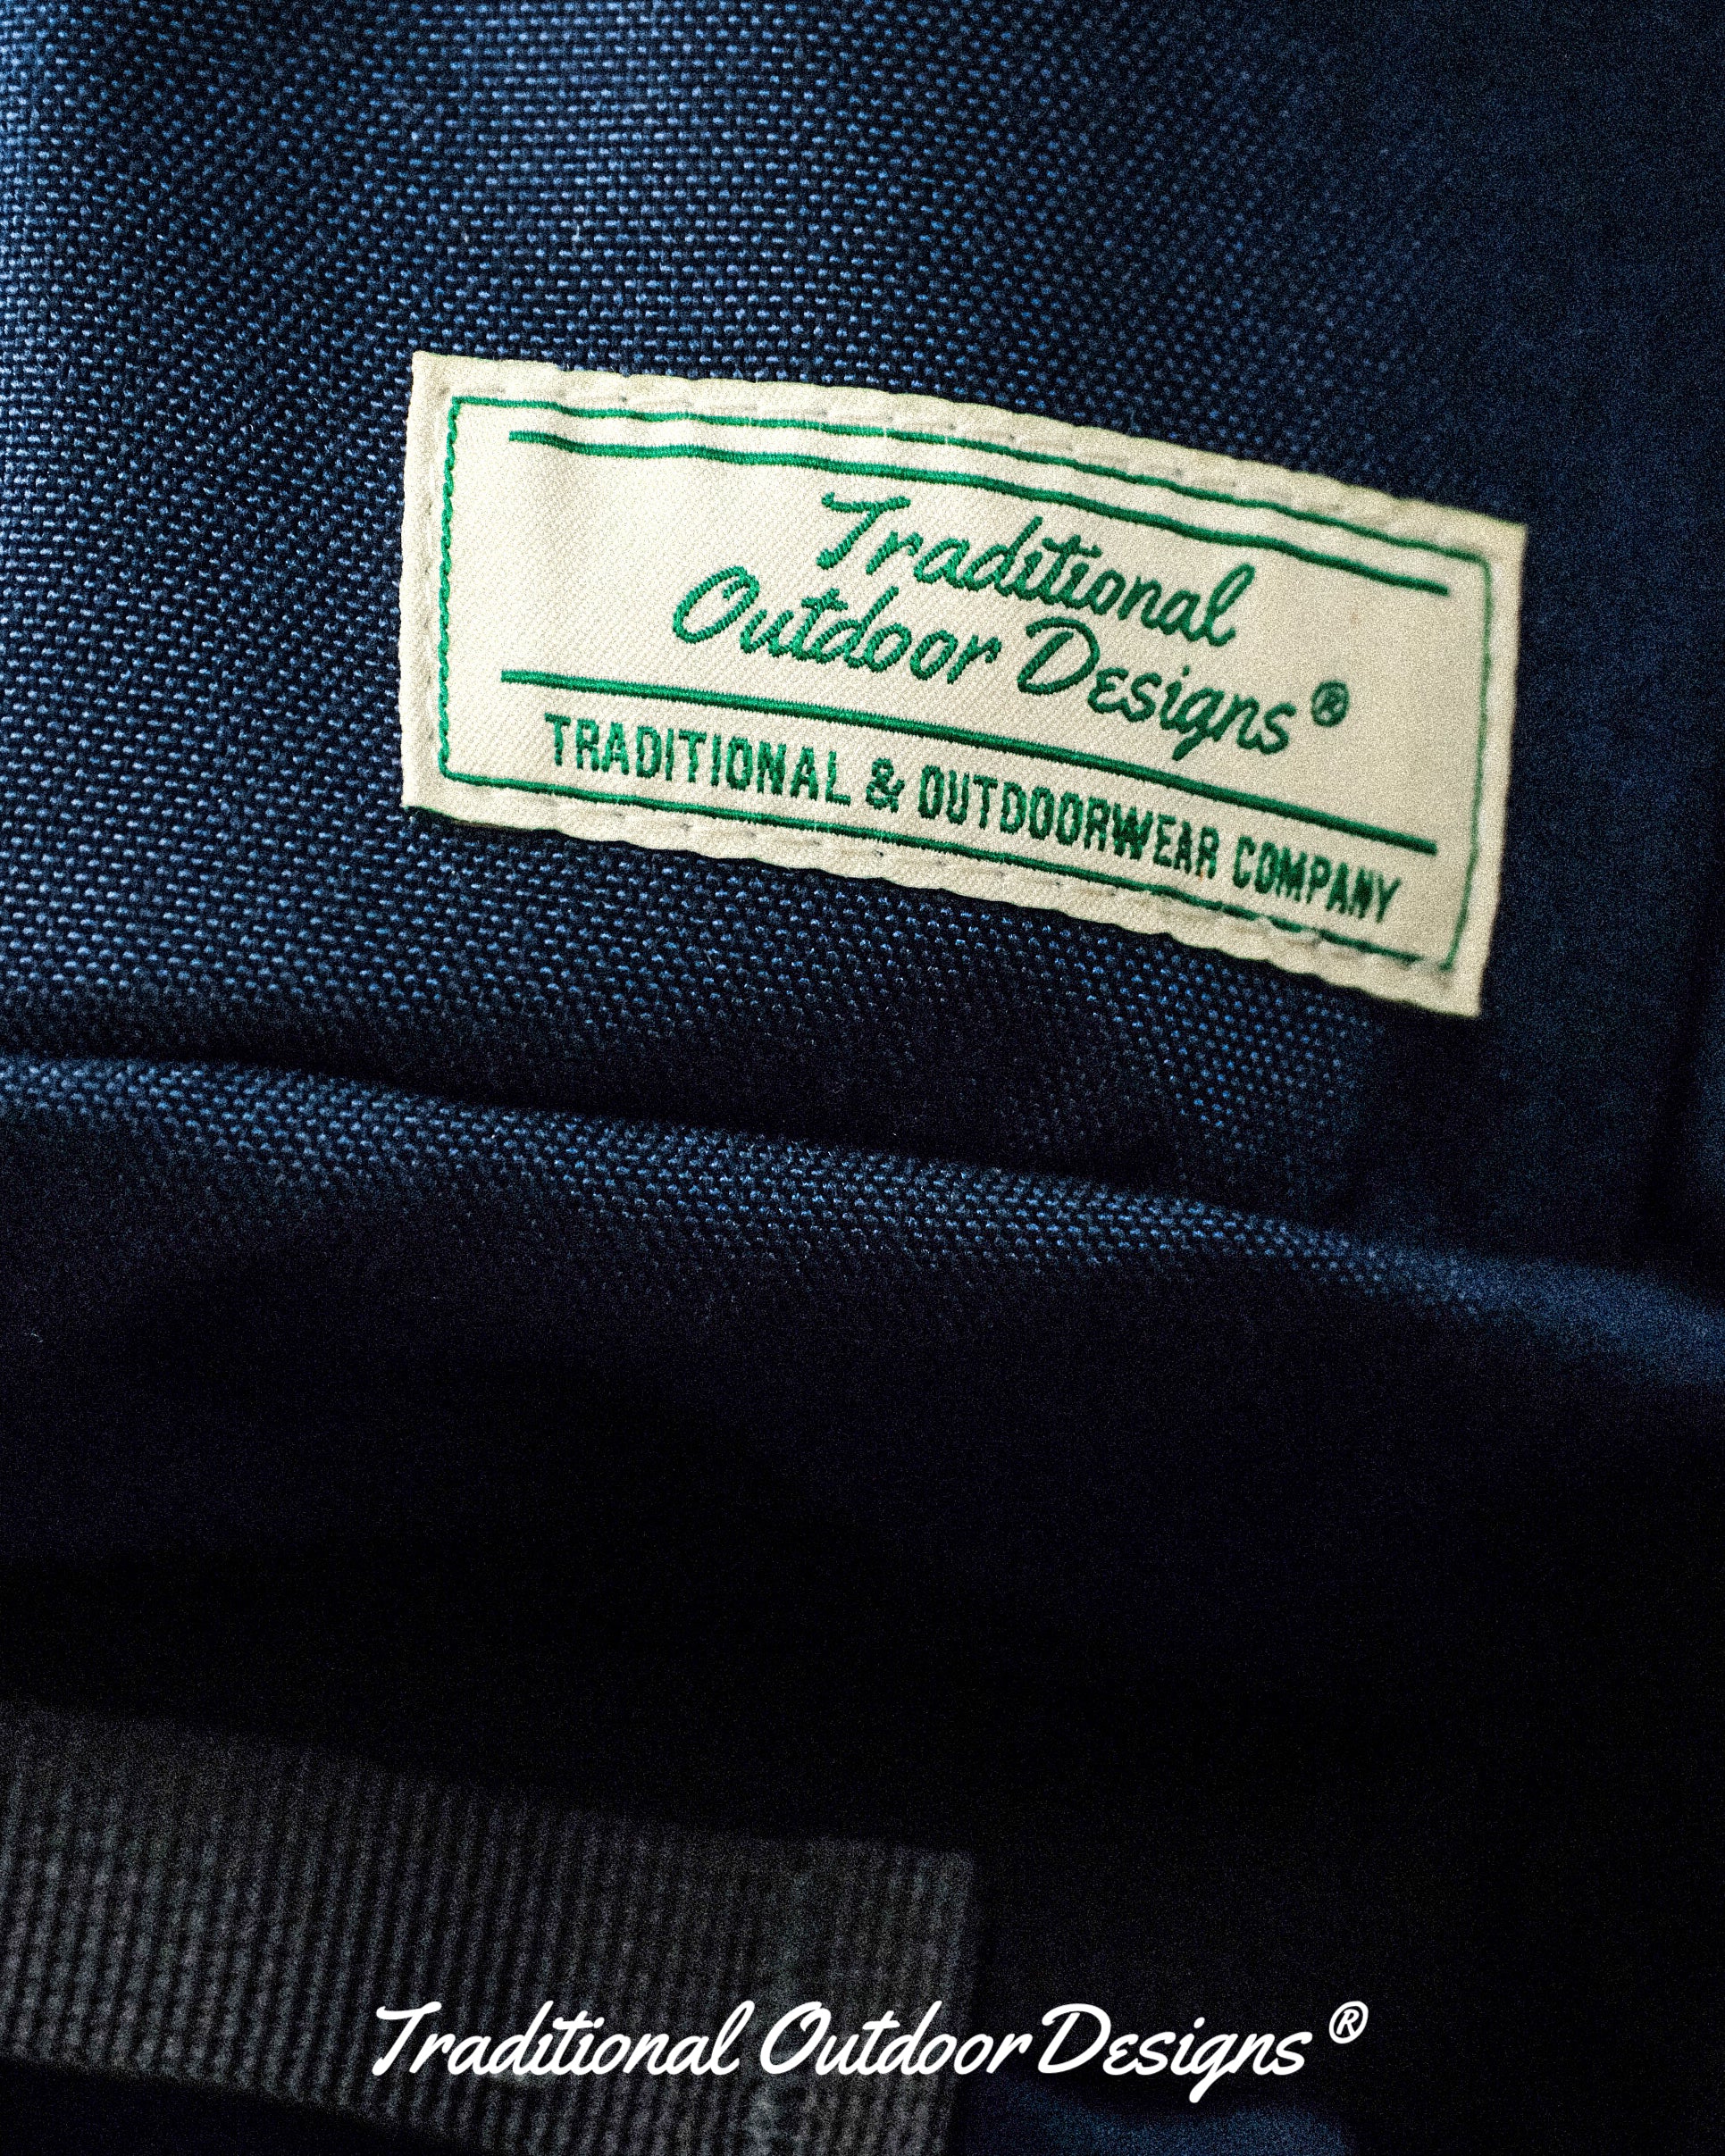 Traditional
Outdoor Designs®
TRADITIONAL & OUTDOORWEAR COMPANY
Traditional Outdoor Designs®